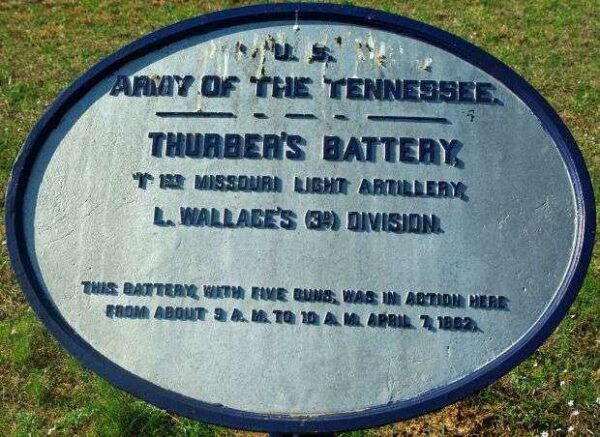 U.S.
ARMY OF THE TENNESSEE.
THURBER'S BATTERY,
"I" 1ST MISSOURI LIGHT ARTILLERY,
L. WALLACE'S (3D) DIVISION.
THIS BATTERY, WITH FIVE GUNS, WAS IN ACTION HERE
FROM ABOUT 9 A.M. TO 10 A.M. APRIL 7, 1862.